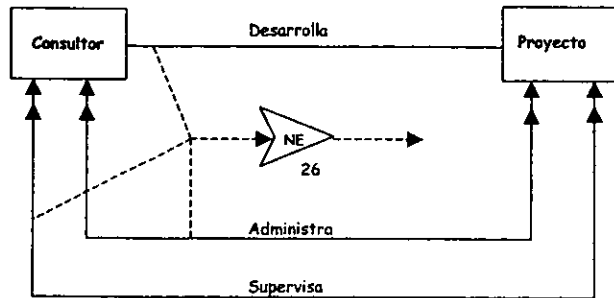 Desarrolla
Consultor
Proyecto
NE
26
Administra
Supervisa